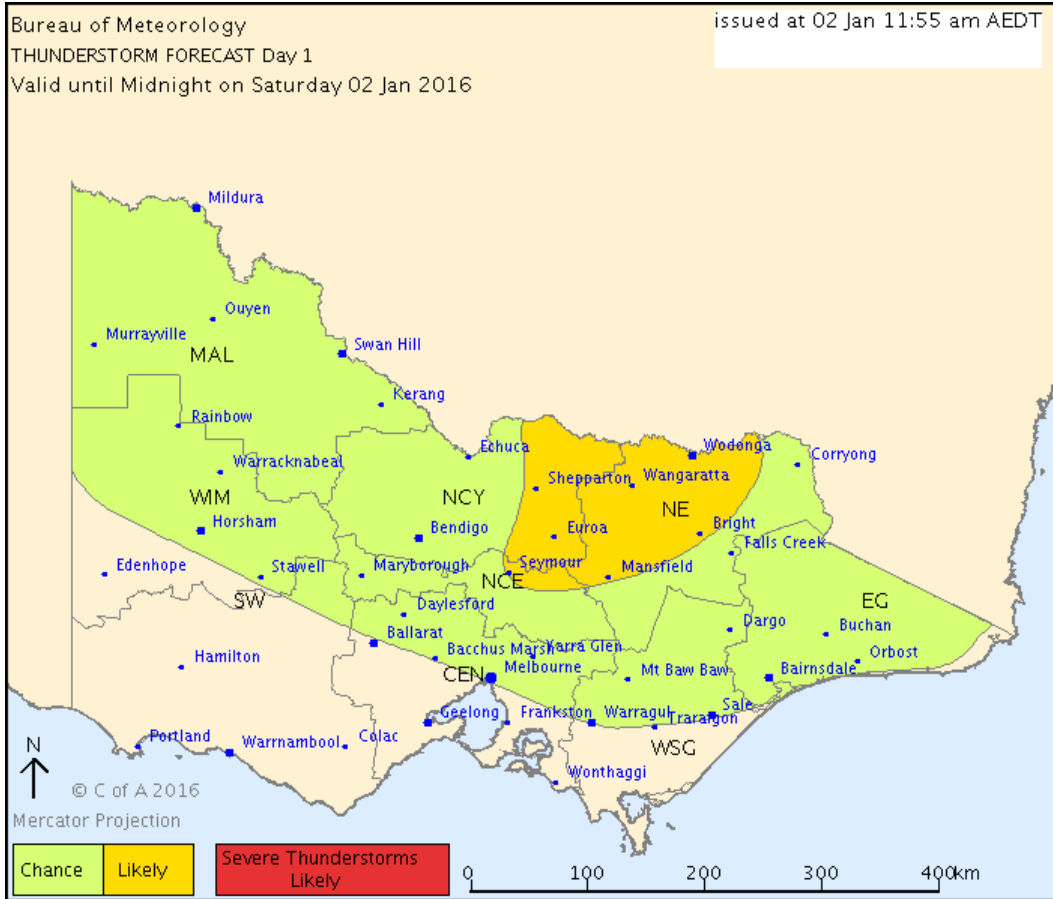 Bureau of Meteorology
issued at 02 Jan 11:55 am AEDT
THUNDERSTORM FORECAST Day 1
Valid until Midnight on Saturday 02 Jan 2016
Mildura
Ouyen
Murrayville
MAL
Swan Hill
Kerang
Rainbow
Echuca
Wodonga
Corryong
Warracknabeal
Shepparton
Wangaratta
WIM
NCY
NE
Horsham
Bendigo
Euroa
Bright
Falls Creek
Edenhope
Stawell
Maryborough
Seymour
Mansfield
NCE
SW
Daylesford
EG
Dargo
Buchan
Ballarat
Bacchus Marsh
Yarra Glen
Orbost
Hamilton
CEN
Melbourne
Mt Baw Baw
Bairnsdale
Geelong
Frankston
Warragul
Traralgon
Sale
Portland
Warrnambool
Colac
WSG
Wonthaggi
N
© C of A 2016
Mercator Projection
Chance
Likely
Severe Thunderstorms
Likely
0
100
200
300
400km